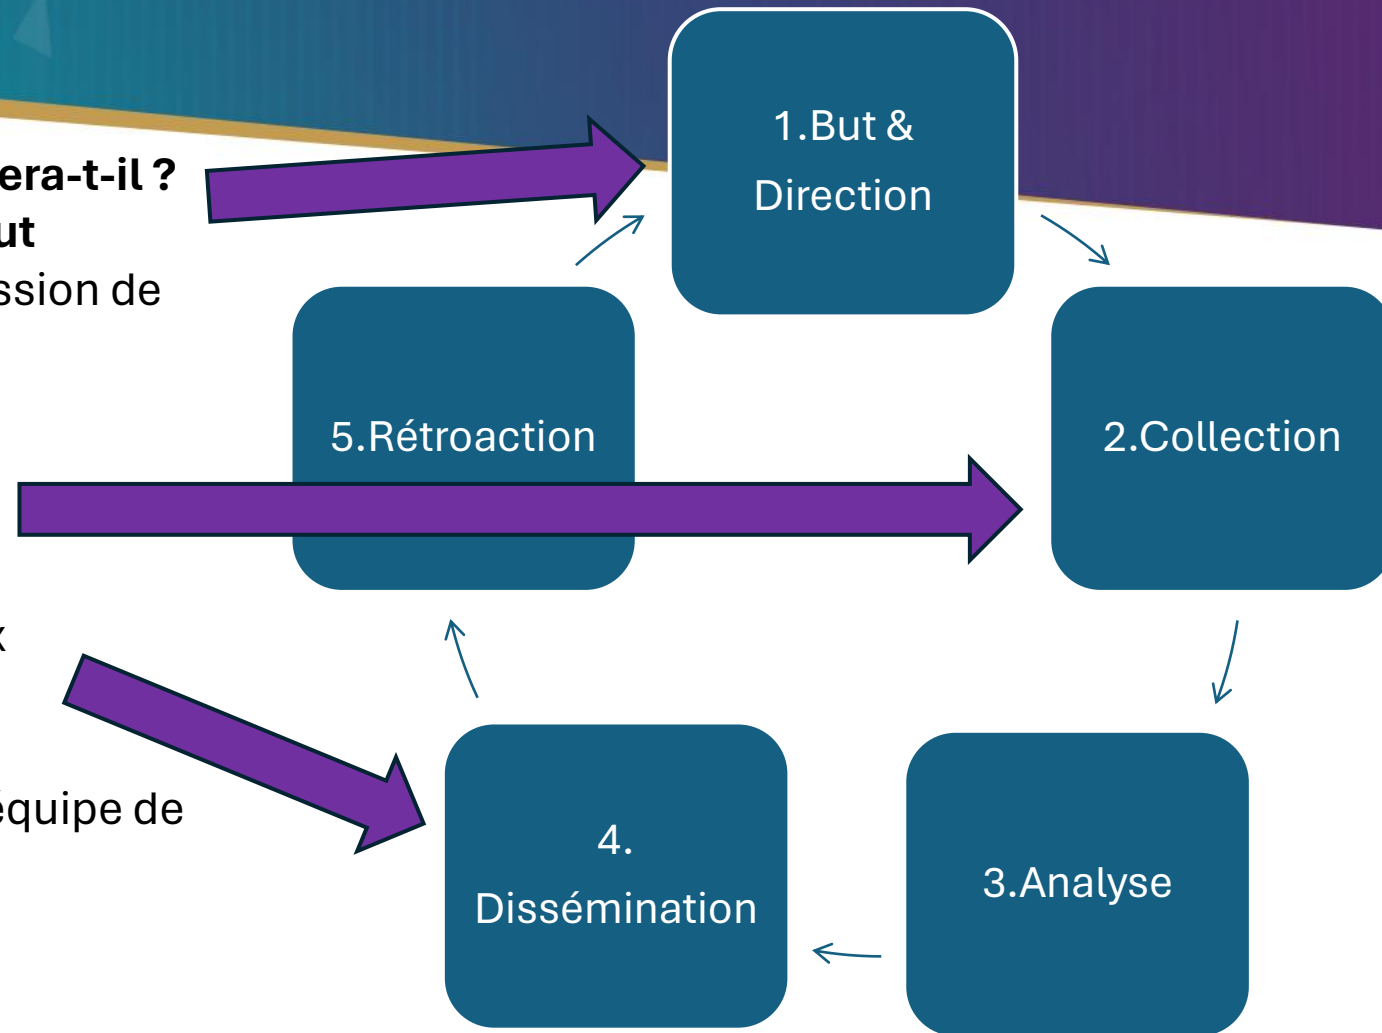 era-t-il ?
ut
ssion de
x
équipe de
1.But &
Direction
2.Collection
3.Analyse
4.
Dissémination
5.Rétroaction